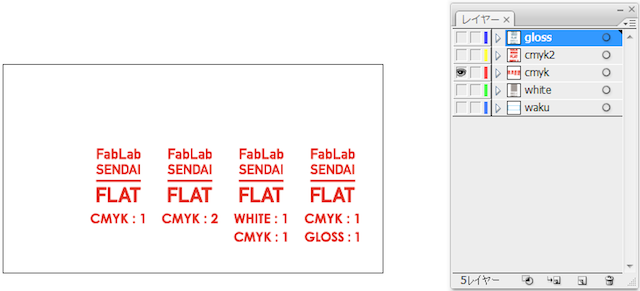 レイヤー ×
gloss
cmyk2
cmyk
white
waku
5レイヤー
FabLab FabLab FabLab FabLab
SENDAI SENDAI SENDAI SENDAI
FLAT FLAT FLAT FLAT
CMYK : 1 CMYK : 2 WHITE : 1 CMYK : 1
CMYK : 1 GLOSS : 1